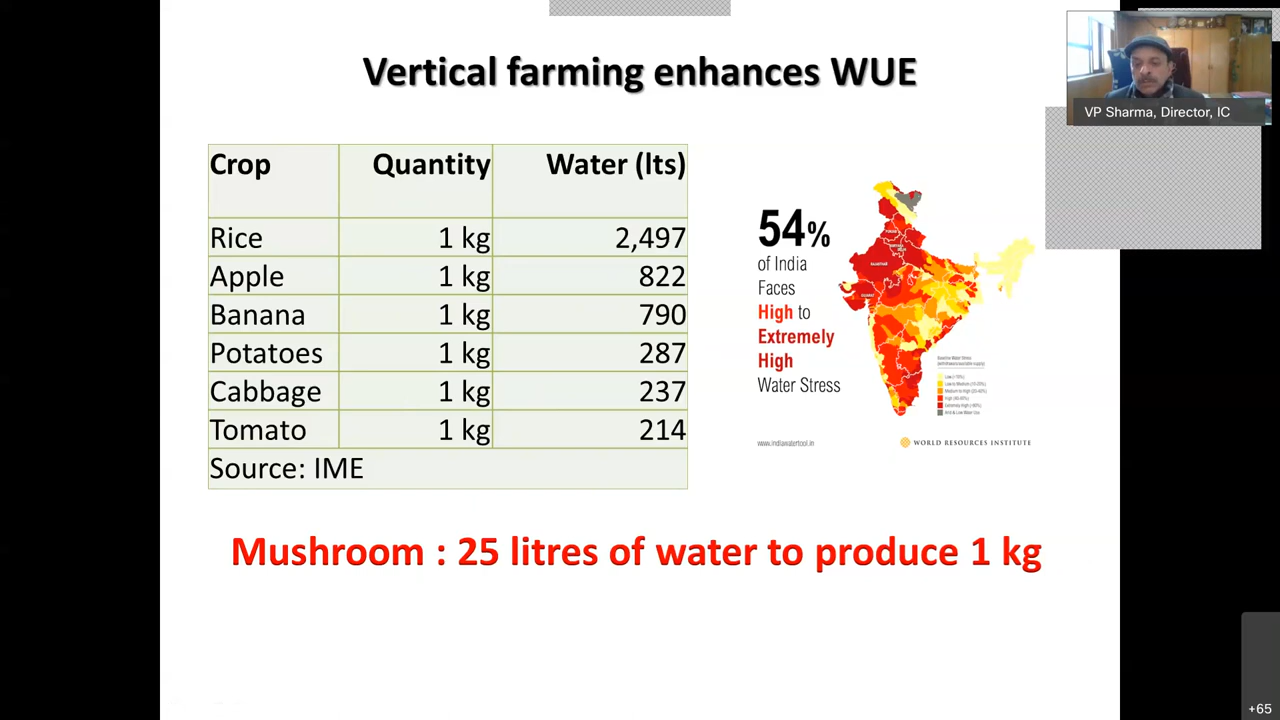 Vertical farming enhances WUE
VP Sharma, Director, IC
Crop Quantity Water (lts)
Rice 1 kg 2,497
Apple 1 kg 822
Banana 1 kg 790
Potatoes 1 kg 287
Cabbage 1 kg 237
Tomato 1 kg 214
Source: IME
54%
of India
Faces
High to
Extremely
High
Water Stress
RAJASTHAN
GUJARAT
www.indiawatertool.in
WORLD RESOURCES INSTITUTE
Mushroom : 25 litres of water to produce 1 kg
+65